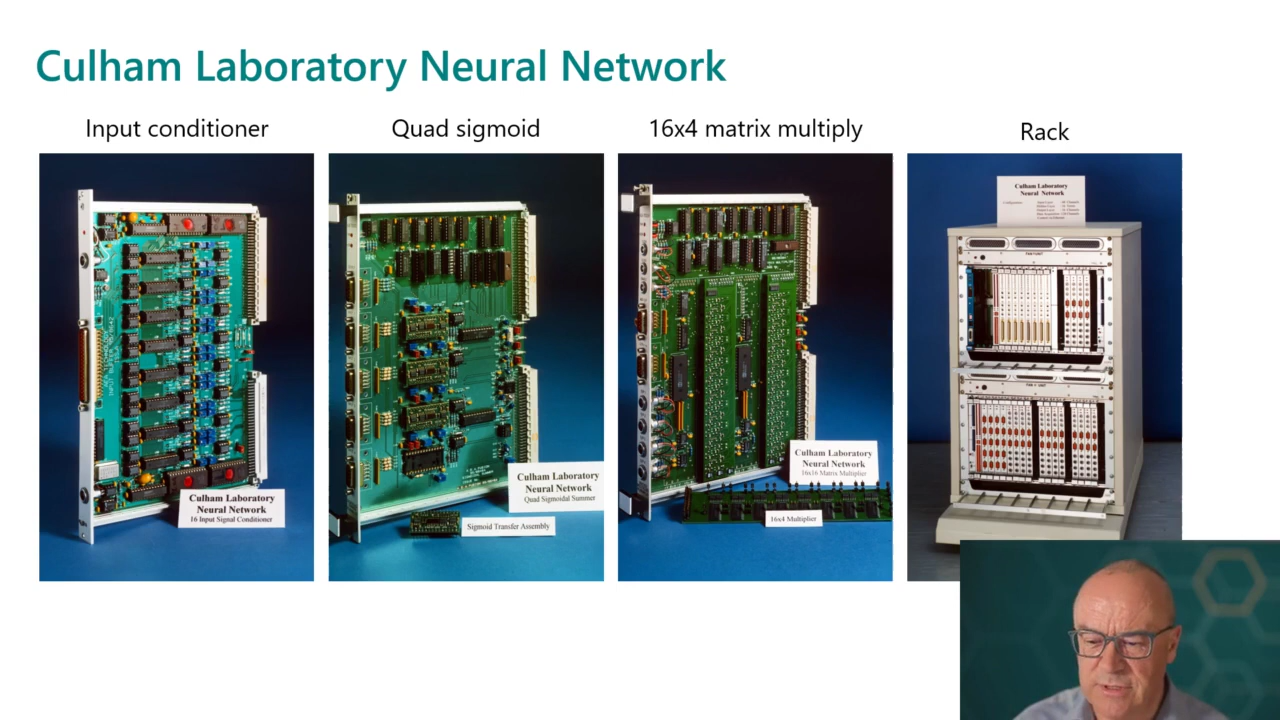 Culham Laboratory Neural Network
Input conditioner
Quad sigmoid
16x4 matrix multiply
Rack
Culham Laboratory
Neural Network
16 Input Signal Conditioner
Culham Laboratory
Neural Network
Quad Sigmoidal Summer
Sigmoid Transfer Assembly
Culham Laboratory
Neural Network
16x16 Matrix Multiplier
16x4 Multiplier
Culham Laboratory
Neural Network